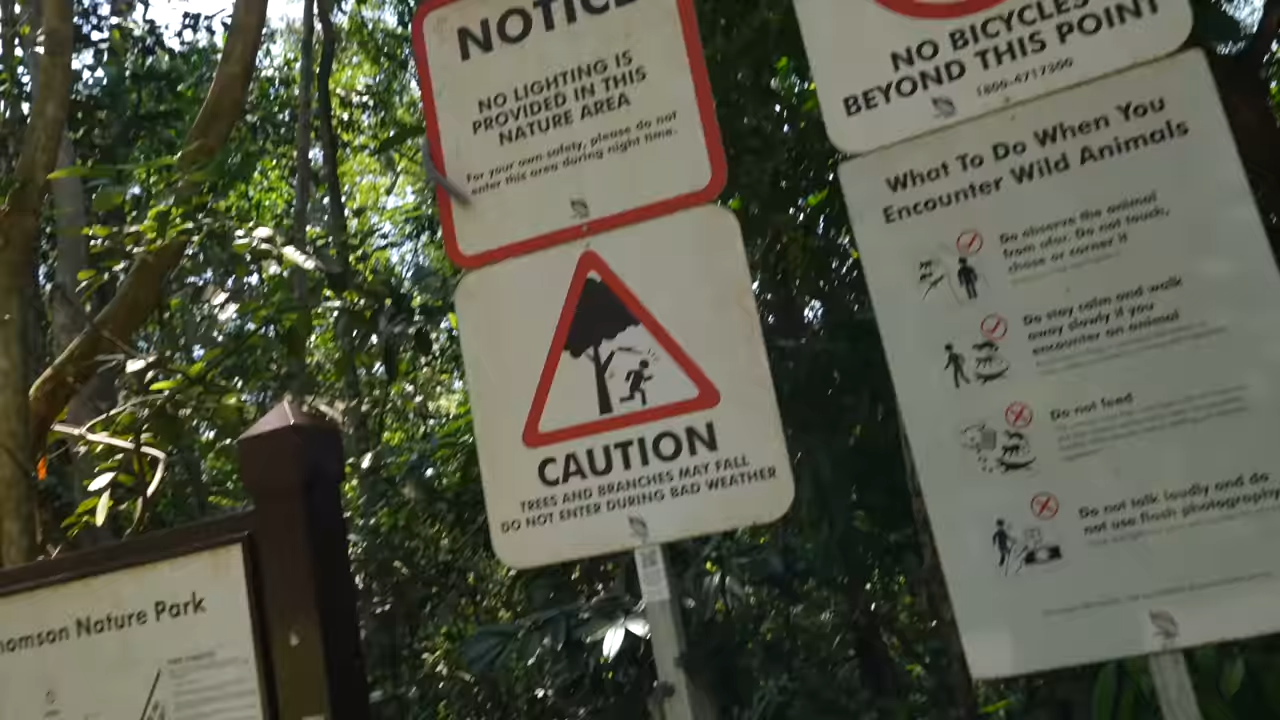 NOTICE
NO LIGHTING IS
PROVIDED IN THIS
NATURE AREA
For your own safety, please do not
enter this area during night time.
CAUTION
TREES AND BRANCHES MAY FALL
DO NOT ENTER DURING BAD WEATHER
NO BICYCLES
BEYOND THIS POINT
1800-4717300
What To Do When You
Encounter Wild Animals
Do observe the animal
from afar. Do not touch,
chase or corner it
Do stay calm and walk
away slowly if you
encounter an animal
Do not feed
Do not talk loudly and do
not use flash photography
homson Nature Park